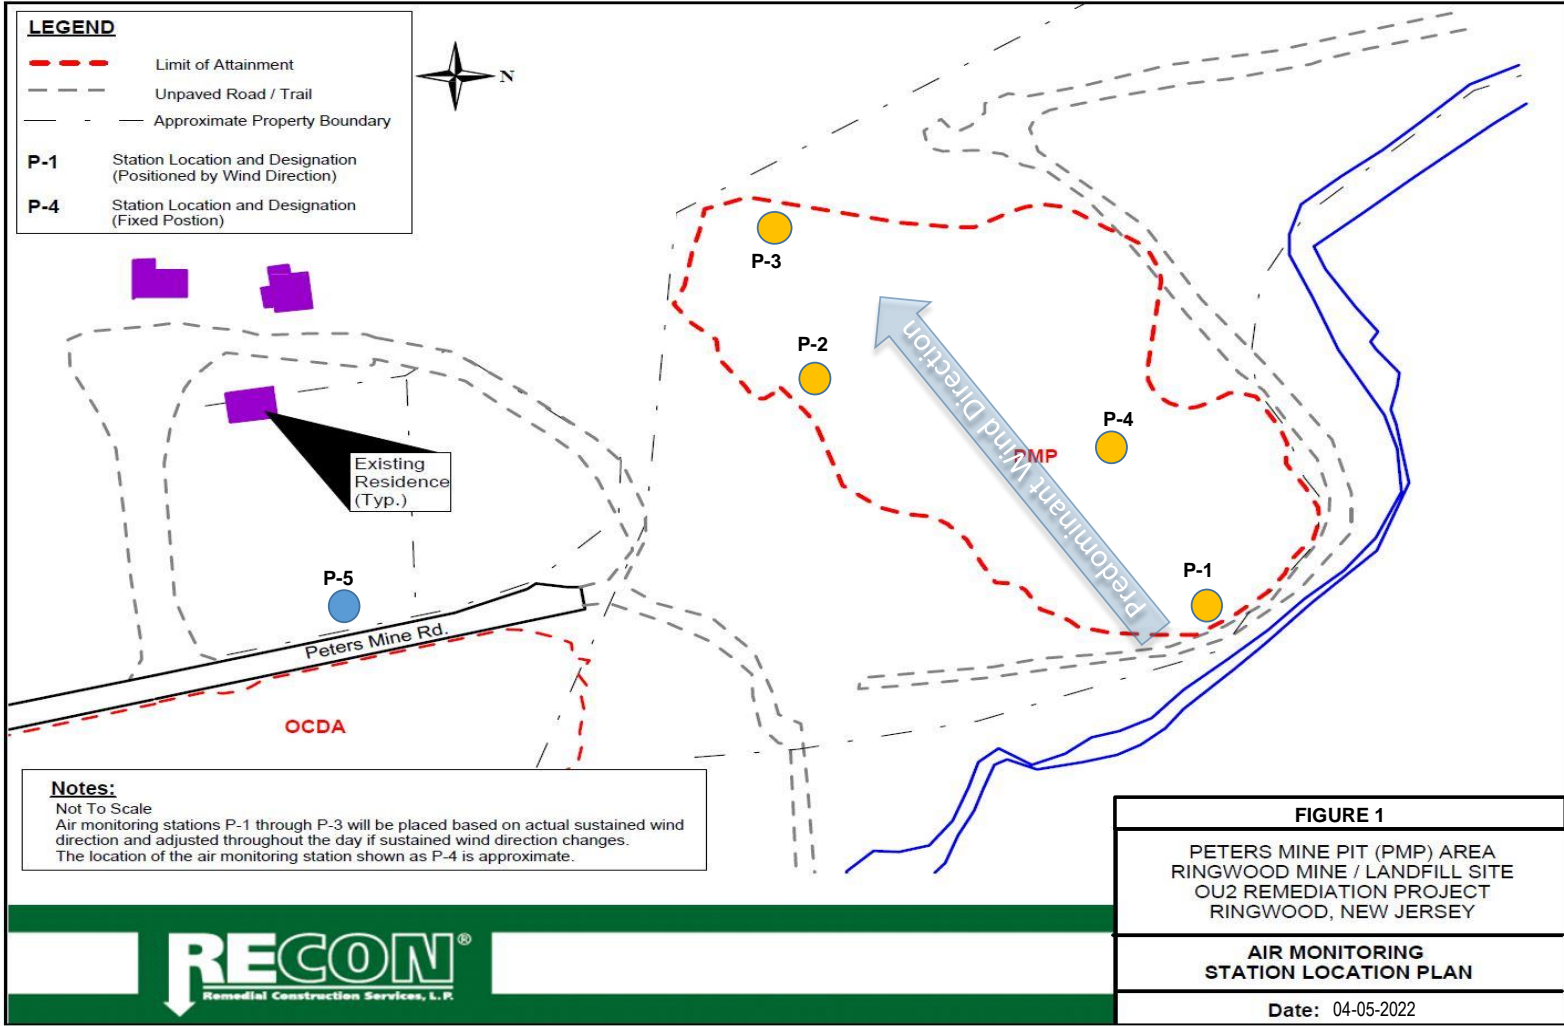 LEGEND
Limit of Attainment
Unpaved Road / Trail
Approximate Property Boundary
P-1 Station Location and Designation
(Positioned by Wind Direction)
P-4 Station Location and Designation
(Fixed Postion)
N
P-3
P-2
P-4
P-1
PMP
Predominant Wind Direction
Existing
Residence
(Typ.)
P-5
Peters Mine Rd.
OCDA
Notes:
Not To Scale
Air monitoring stations P-1 through P-3 will be placed based on actual sustained wind
direction and adjusted throughout the day if sustained wind direction changes.
The location of the air monitoring station shown as P-4 is approximate.
RECON®
Remedial Construction Services, L.P.
FIGURE 1
PETERS MINE PIT (PMP) AREA
RINGWOOD MINE / LANDFILL SITE
OU2 REMEDIATION PROJECT
RINGWOOD, NEW JERSEY
AIR MONITORING
STATION LOCATION PLAN
Date: 04-05-2022